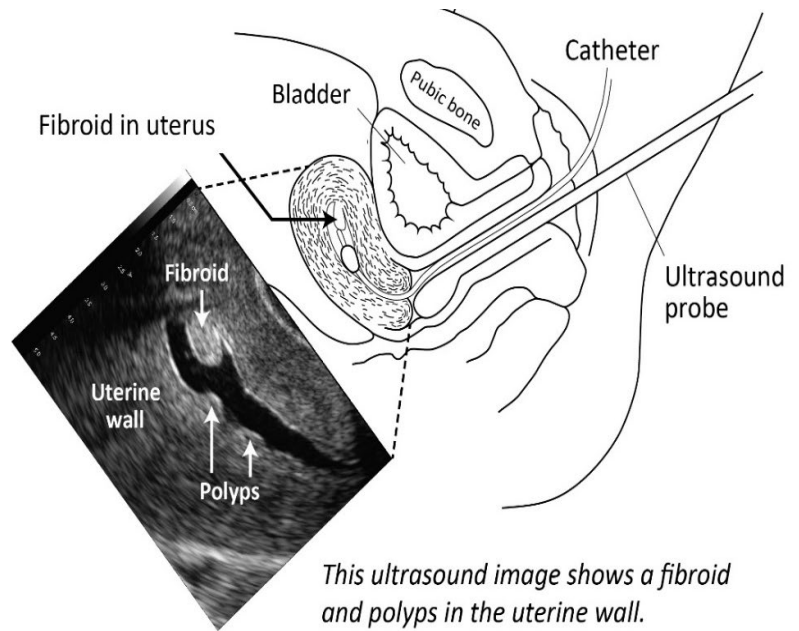 Catheter
Pubic bone
Bladder
Fibroid in uterus
Fibroid
Ultrasound
probe
Uterine
wall
Polyps
This ultrasound image shows a fibroid
and polyps in the uterine wall.